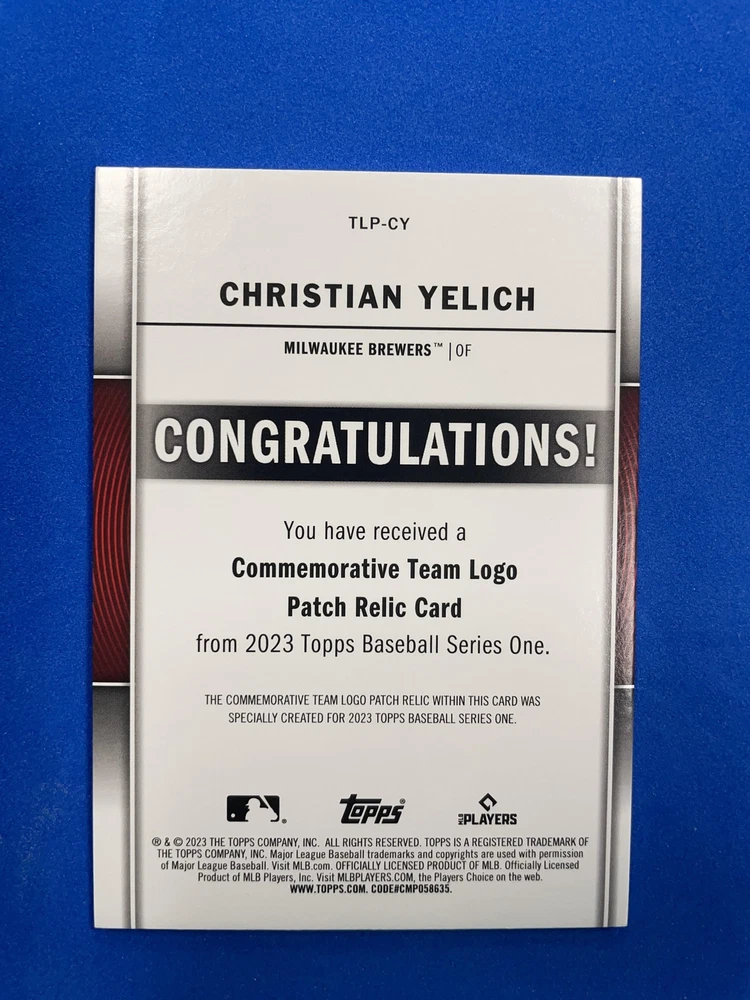 TLP-CY
CHRISTIAN YELICH
MILWAUKEE BREWERS™ | OF
CONGRATULATIONS!
You have received a
Commemorative Team Logo
Patch Relic Card
from 2023 Topps Baseball Series One.
THE COMMEMORATIVE TEAM LOGO PATCH RELIC WITHIN THIS CARD WAS
SPECIALLY CREATED FOR 2023 TOPPS BASEBALL SERIES ONE.
® topps® MLB PLAYERS
® & © 2023 THE TOPPS COMPANY, INC. ALL RIGHTS RESERVED. TOPPS IS A REGISTERED TRADEMARK OF
THE TOPPS COMPANY, INC. Major League Baseball trademarks and copyrights are used with permission
of Major League Baseball. Visit MLB.com. OFFICIALLY LICENSED PRODUCT OF MLB. Officially Licensed
Product of MLB Players, Inc. Visit MLBPLAYERS.COM, the Players Choice on the web.
WWW.TOPPS.COM. CODE#CMP058635.